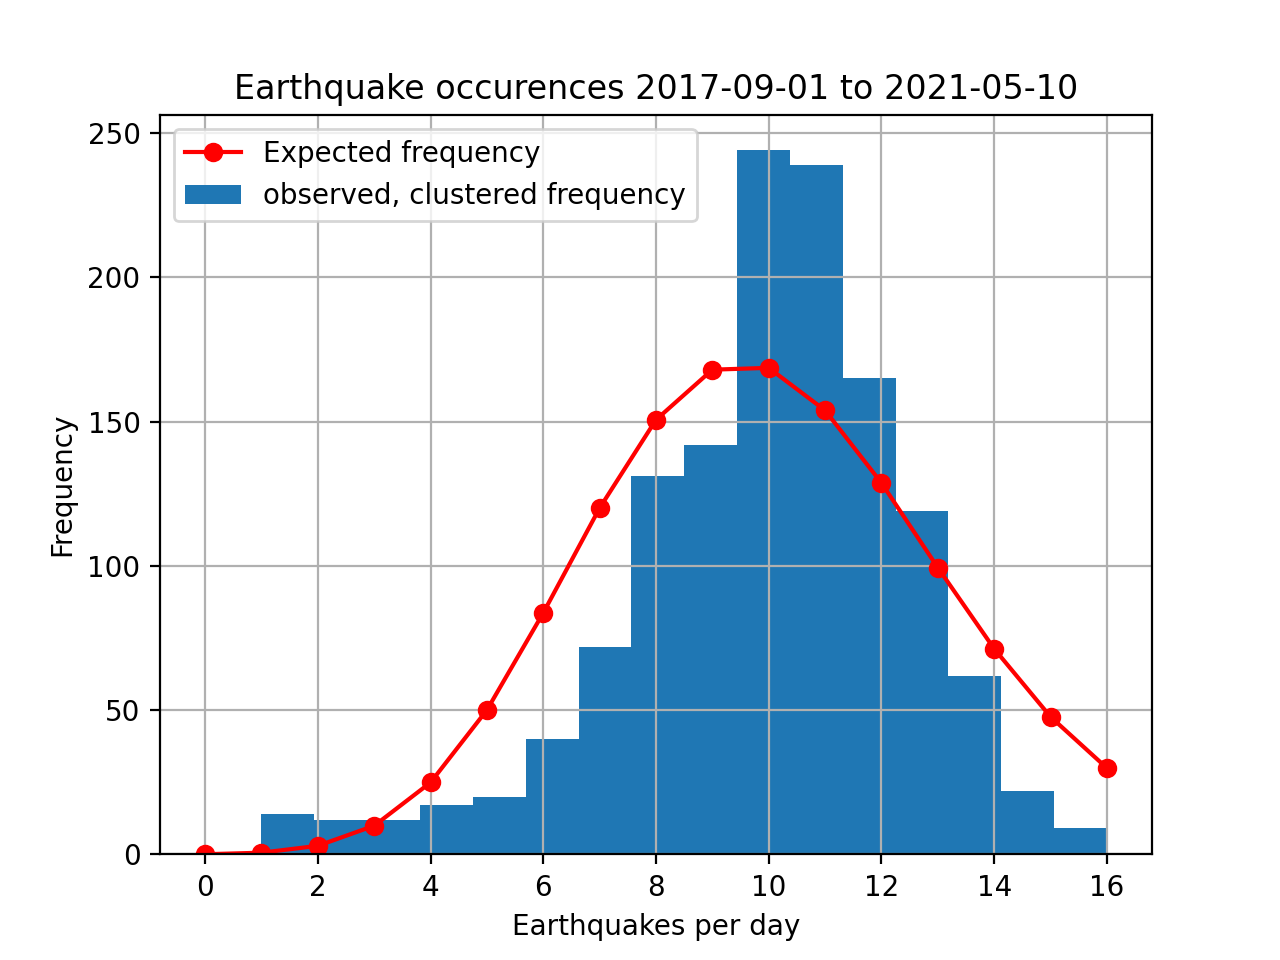 Earthquake occurences 2017-09-01 to 2021-05-10
Expected frequency
observed, clustered frequency
Frequency
250
200
150
100
50
0
0 2 4 6 8 10 12 14 16
Earthquakes per day